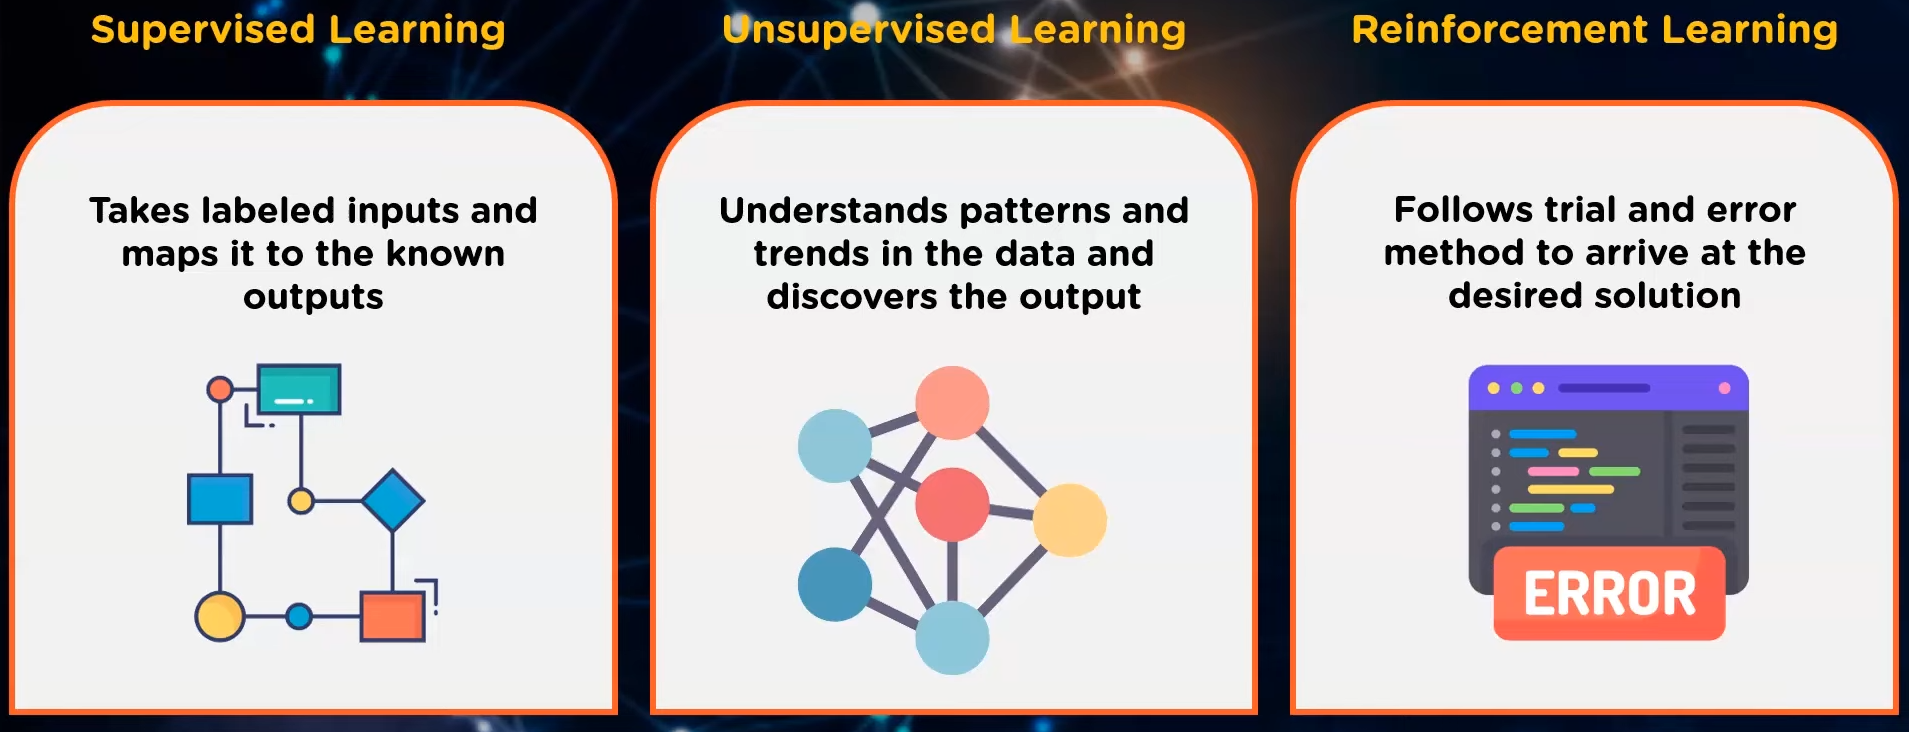 Supervised Learning
Takes labeled inputs and
maps it to the known
outputs
Unsupervised Learning
Understands patterns and
trends in the data and
discovers the output
Reinforcement Learning
Follows trial and error
method to arrive at the
desired solution
ERROR